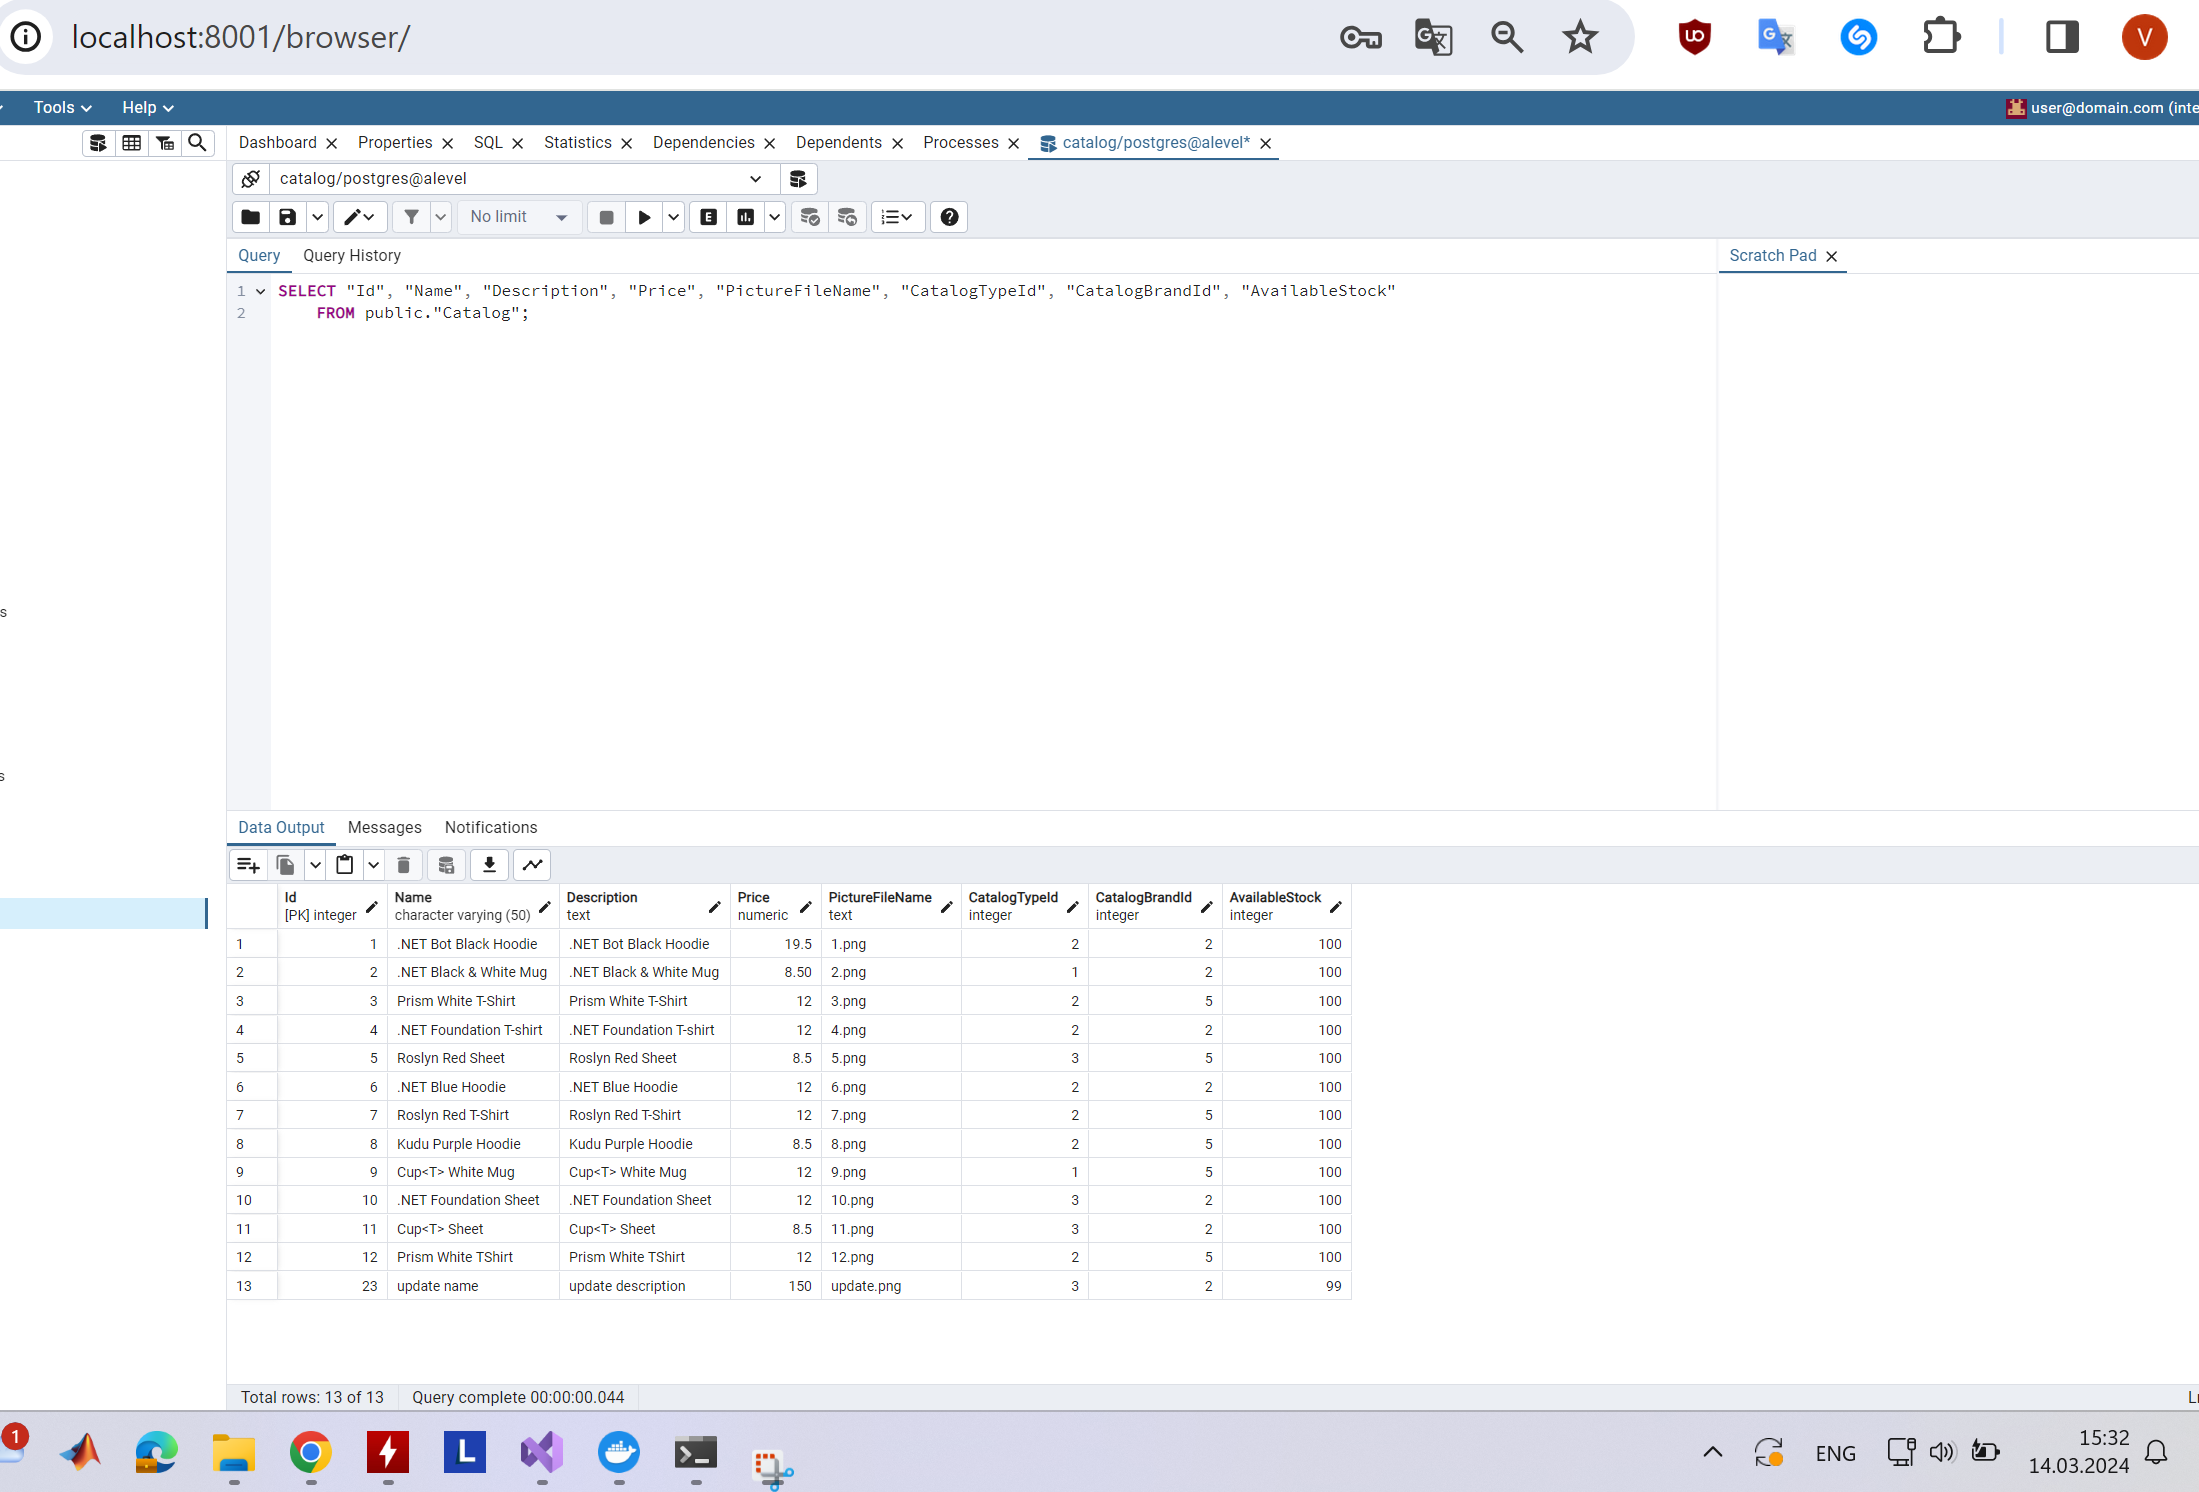 localhost:8001/browser/
V
Tools Help user@domain.com (inte
Dashboard Properties SQL Statistics Dependencies Dependents Processes catalog/postgres@alevel*
catalog/postgres@alevel
No limit E
Query Query History Scratch Pad
1 SELECT "Id", "Name", "Description", "Price", "PictureFileName", "CatalogTypeId", "CatalogBrandId", "AvailableStock"
2 FROM public."Catalog";
s
s
Data Output Messages Notifications
Id Name Description Price PictureFileName CatalogTypeId CatalogBrandId AvailableStock
[PK] integer character varying (50) text numeric text integer integer integer
1 1 .NET Bot Black Hoodie .NET Bot Black Hoodie 19.5 1.png 2 2 100
2 2 .NET Black & White Mug .NET Black & White Mug 8.50 2.png 1 2 100
3 3 Prism White T-Shirt Prism White T-Shirt 12 3.png 2 5 100
4 4 .NET Foundation T-shirt .NET Foundation T-shirt 12 4.png 2 2 100
5 5 Roslyn Red Sheet Roslyn Red Sheet 8.5 5.png 3 5 100
6 6 .NET Blue Hoodie .NET Blue Hoodie 12 6.png 2 2 100
7 7 Roslyn Red T-Shirt Roslyn Red T-Shirt 12 7.png 2 5 100
8 8 Kudu Purple Hoodie Kudu Purple Hoodie 8.5 8.png 2 5 100
9 9 Cup<T> White Mug Cup<T> White Mug 12 9.png 1 5 100
10 10 .NET Foundation Sheet .NET Foundation Sheet 12 10.png 3 2 100
11 11 Cup<T> Sheet Cup<T> Sheet 8.5 11.png 3 2 100
12 12 Prism White TShirt Prism White TShirt 12 12.png 2 5 100
13 23 update name update description 150 update.png 3 2 99
Total rows: 13 of 13 Query complete 00:00:00.044 L
1 L ENG 15:32
14.03.2024